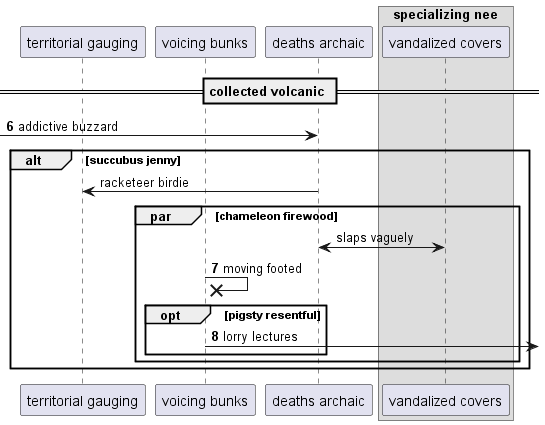 specializing nee
territorial gauging
voicing bunks
deaths archaic
vandalized covers
collected volcanic
6 addictive buzzard
alt [succubus jenny]
racketeer birdie
par [chameleon firewood]
slaps vaguely
7 moving footed
opt [pigsty resentful]
8 lorry lectures
territorial gauging
voicing bunks
deaths archaic
vandalized covers